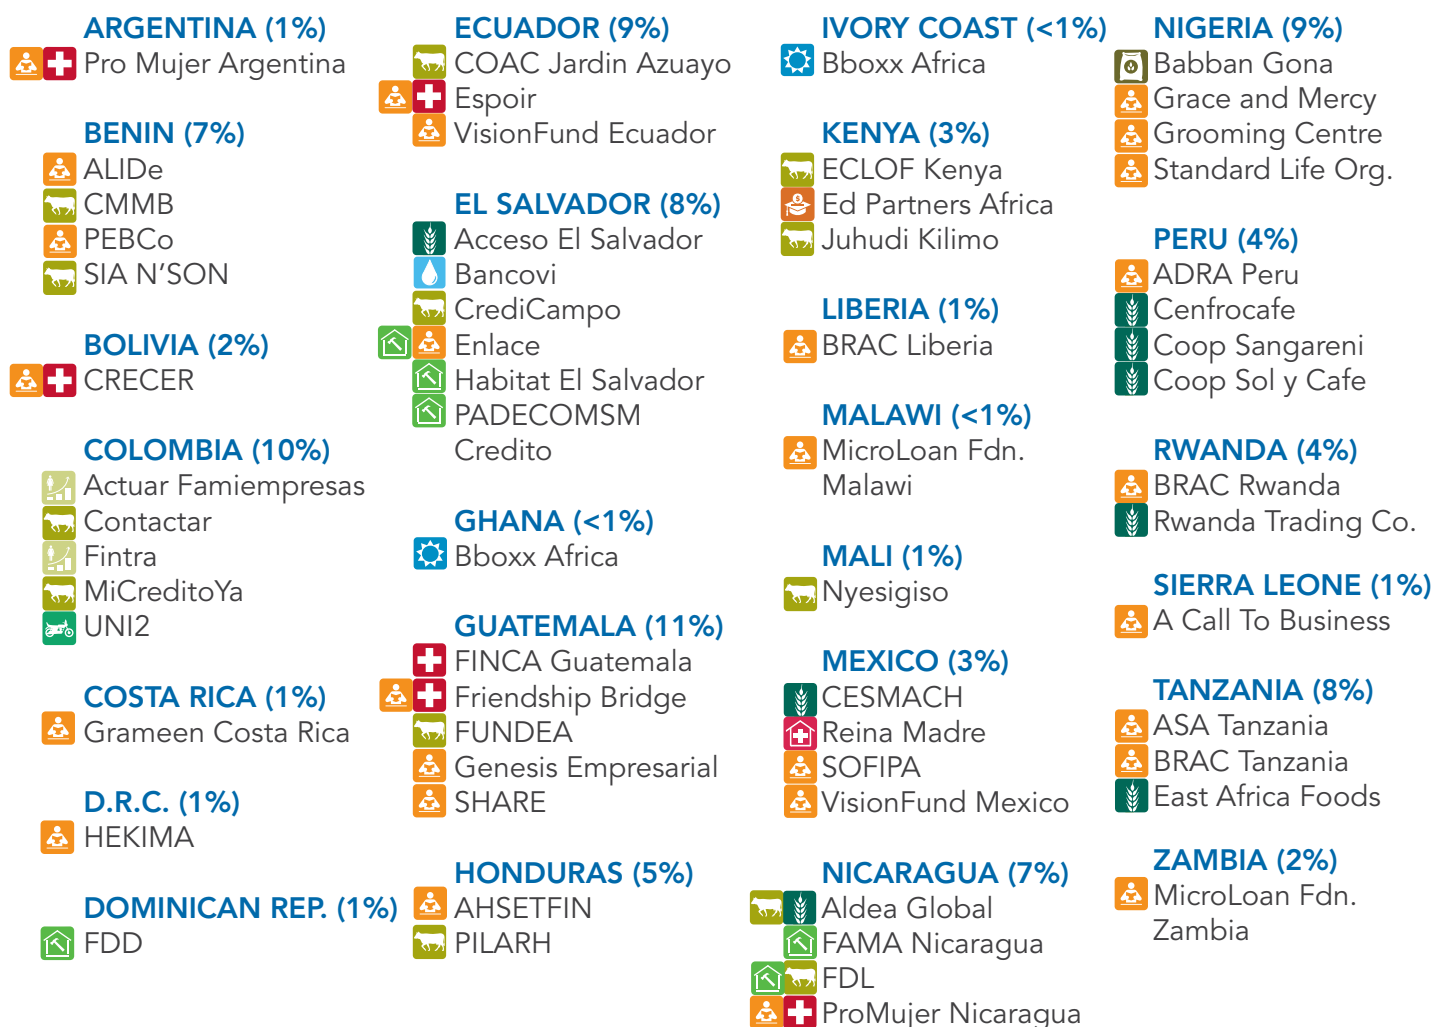 ARGENTINA (1%)
Pro Mujer Argentina
BENIN (7%)
ALIDe
CMMB
PEBCo
SIA N’SON
BOLIVIA (2%)
CRECER
COLOMBIA (10%)
Actuar Famiempresas
Contactar
Fintra
MiCreditoYa
UNI2
COSTA RICA (1%)
Grameen Costa Rica
D.R.C. (1%)
HEKIMA
DOMINICAN REP. (1%)
FDD
ECUADOR (9%)
COAC Jardin Azuayo
Espoir
VisionFund Ecuador
EL SALVADOR (8%)
Acceso El Salvador
Bancovi
CrediCampo
Enlace
Habitat El Salvador
PADECOMSM
Credito
GHANA (<1%)
Bboxx Africa
GUATEMALA (11%)
FINCA Guatemala
Friendship Bridge
FUNDEA
Genesis Empresarial
SHARE
HONDURAS (5%)
AHSETFIN
PILARH
IVORY COAST (<1%)
Bboxx Africa
KENYA (3%)
ECLOF Kenya
Ed Partners Africa
Juhudi Kilimo
LIBERIA (1%)
BRAC Liberia
MALAWI (<1%)
MicroLoan Fdn.
Malawi
MALI (1%)
Nyesigiso
MEXICO (3%)
CESMACH
Reina Madre
SOFIPA
VisionFund Mexico
NICARAGUA (7%)
Aldea Global
FAMA Nicaragua
FDL
ProMujer Nicaragua
NIGERIA (9%)
Babban Gona
Grace and Mercy
Grooming Centre
Standard Life Org.
PERU (4%)
ADRA Peru
Cenfrocafe
Coop Sangareni
Coop Sol y Cafe
RWANDA (4%)
BRAC Rwanda
Rwanda Trading Co.
SIERRA LEONE (1%)
A Call To Business
TANZANIA (8%)
ASA Tanzania
BRAC Tanzania
East Africa Foods
ZAMBIA (2%)
MicroLoan Fdn.
Zambia